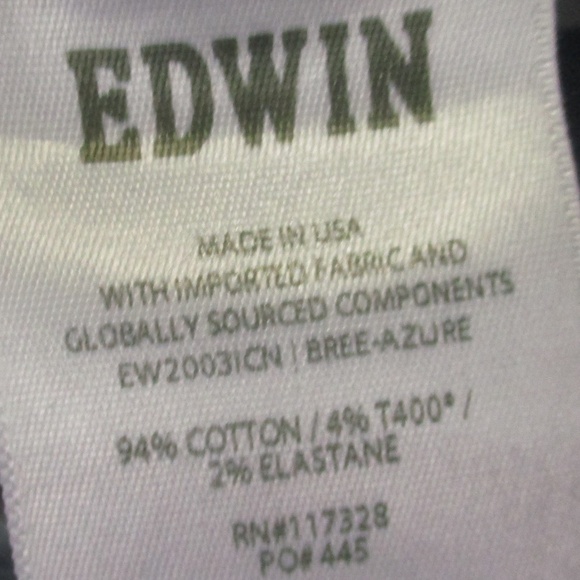 EDWIN
MADE IN USA
WITH IMPORTED FABRIC AND
GLOBALLY SOURCED COMPONENTS
EW2003ICN | BREE-AZURE
94% COTTON / 4% T400® /
2% ELASTANE
RN#117328
PO# 445